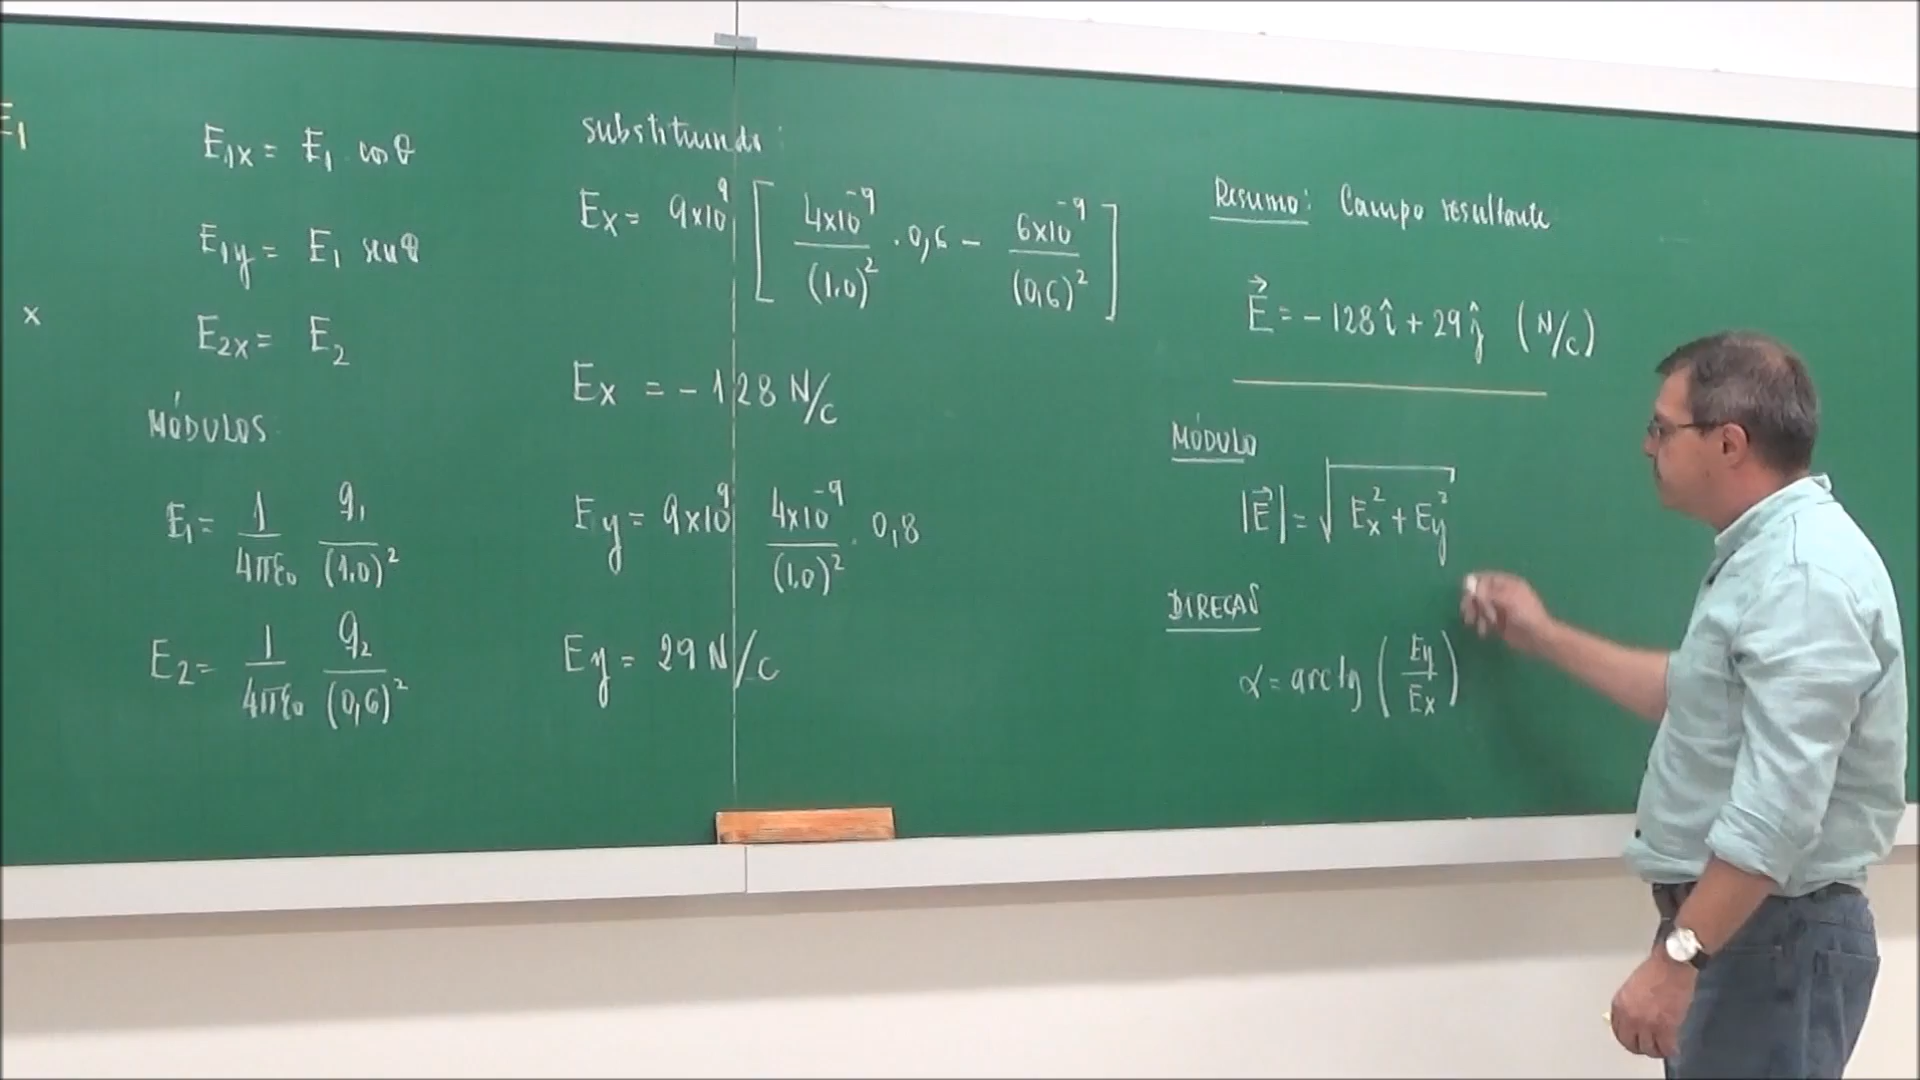 E₁
x
E₁x = E₁ cos θ
E₁y = E₁ sen θ
E₂x = E₂
MÓDULOS
E₁ = 1/(4πε₀) q₁/(1,0)²
E₂ = 1/(4πε₀) q₂/(0,6)²
substituindo:
Ex = 9x10⁹ [ 4x10⁻⁹/(1,0)² · 0,6 − 6x10⁻⁹/(0,6)² ]
Ex = − 128 N/C
Ey = 9x10⁹ 4x10⁻⁹/(1,0)² · 0,8
Ey = 29 N/C
Resumo: Campo resultante
E⃗ = − 128 î + 29 ĵ (N/C)
MÓDULO
|E⃗| = √(Ex² + Ey²)
DIREÇÃO
α = arctg (Ey/Ex)